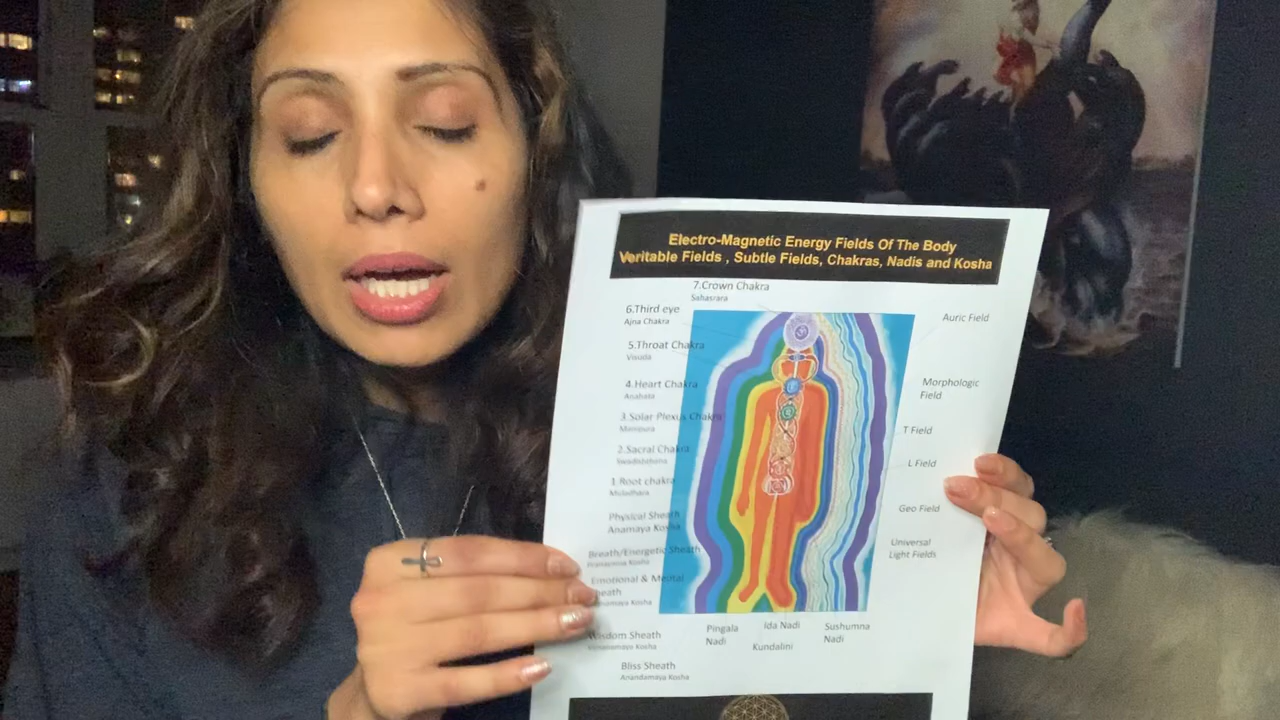 Electro-Magnetic Energy Fields Of The Body
Veritable Fields , Subtle Fields, Chakras, Nadis and Kosha
7.Crown Chakra
Sahasrara
6.Third eye
Ajna Chakra
5.Throat Chakra
Visuda
4.Heart Chakra
Anahata
3.Solar Plexus Chakra
Manipura
2.Sacral Chakra
Swadishthana
1.Root chakra
Muladhara
Physical Sheath
Anamaya Kosha
Breath/Energetic Sheath
Pranamaya Kosha
Emotional & Mental
Kosha
Wisdom Sheath
Vijnanamaya Kosha
Bliss Sheath
Anandamaya Kosha
Auric Field
Morphologic
Field
T Field
L Field
Geo Field
Universal
Light Fields
Pingala
Nadi
Ida Nadi
Kundalini
Sushumna
Nadi